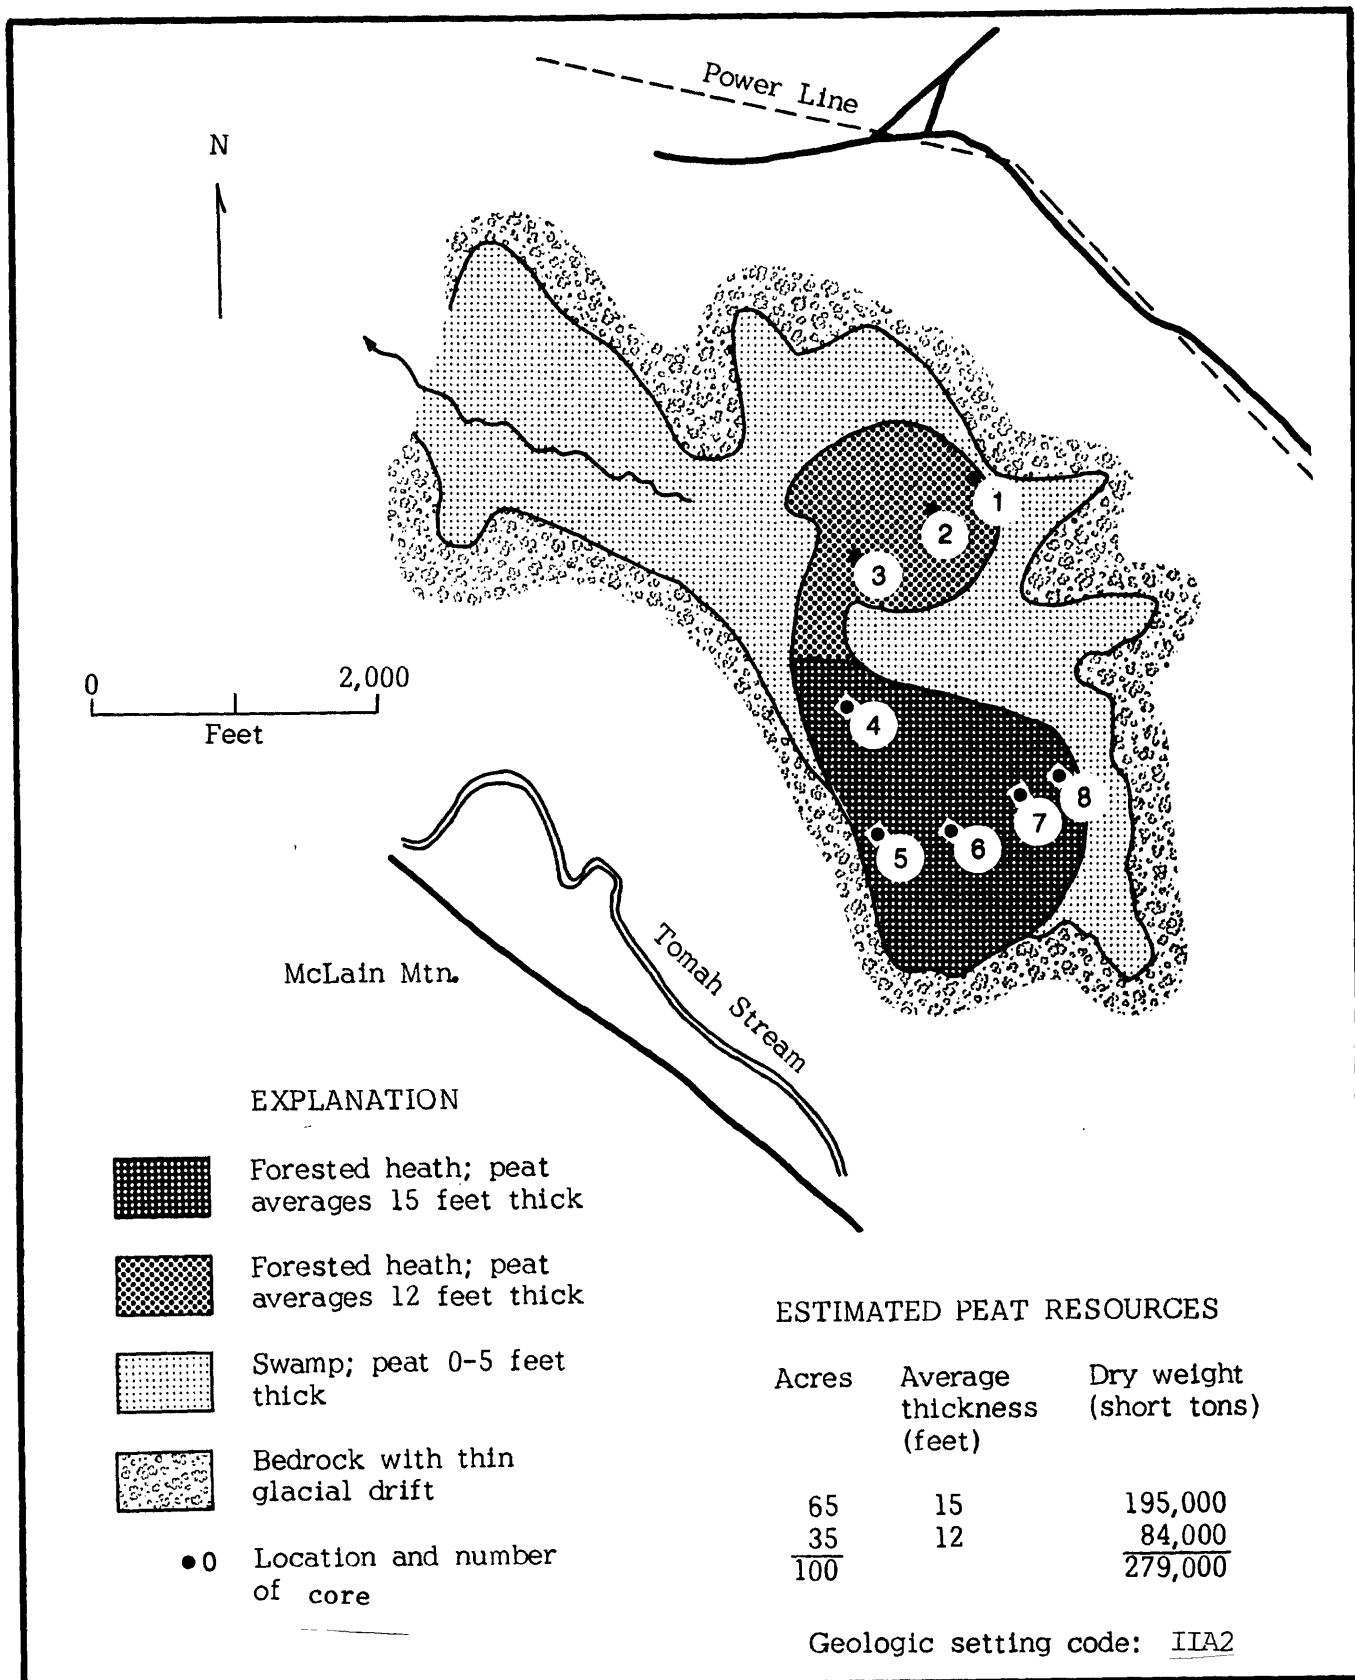 Power Line
N
1
2
3
0 2,000
Feet
4
8
7
5
6
Tomah Stream
McLain Mtn.
EXPLANATION
Forested heath; peat
averages 15 feet thick
Forested heath; peat
averages 12 feet thick
Swamp; peat 0-5 feet
thick
Bedrock with thin
glacial drift
●0 Location and number
of core
ESTIMATED PEAT RESOURCES
Acres Average Dry weight
thickness (short tons)
(feet)
65 15 195,000
35 12 84,000
100 279,000
Geologic setting code: IIA2